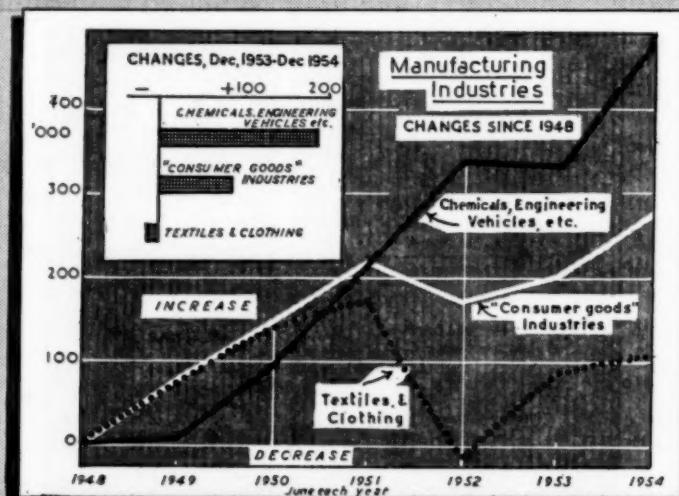 CHANGES, Dec, 1953-Dec 1954
— +100 200
CHEMICALS, ENGINEERING
VEHICLES etc.
"CONSUMER GOODS"
INDUSTRIES
TEXTILES & CLOTHING
Manufacturing
Industries
CHANGES SINCE 1948
400
'000
300
200
100
0
Chemicals, Engineering
Vehicles, etc.
INCREASE
"Consumer goods"
Industries
Textiles, &
Clothing
DECREASE
1948 1949 1950 1951 1952 1953 1954
June each year